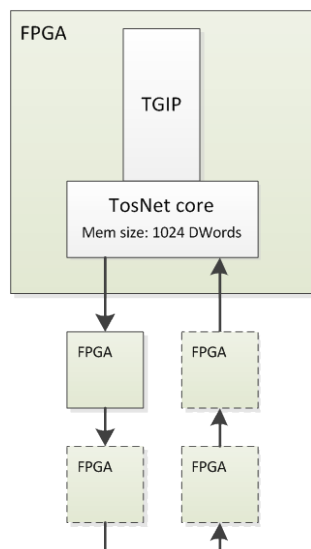 FPGA
TGIP
TosNet core
Mem size: 1024 DWords
FPGA
FPGA
FPGA
FPGA